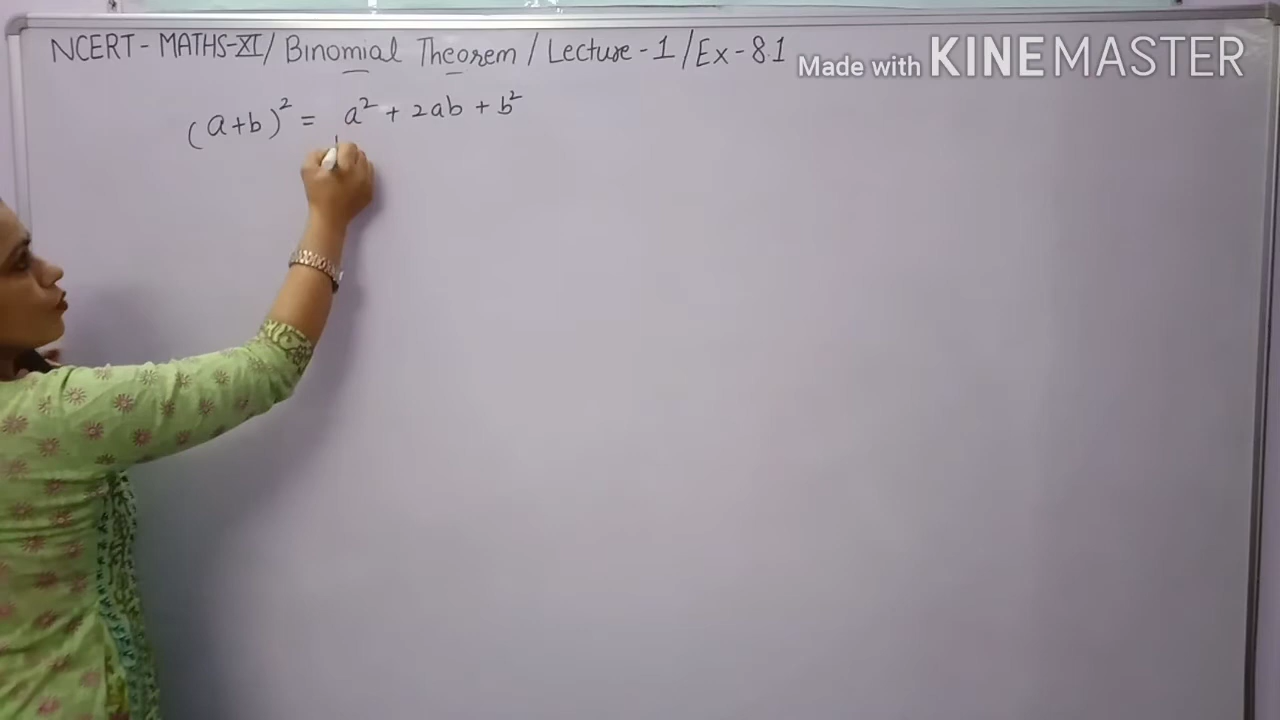 NCERT - MATHS-XI / Binomial Theorem / Lecture - 1 / Ex - 8.1
Made with KINEMASTER
(a+b)² = a² + 2ab + b²